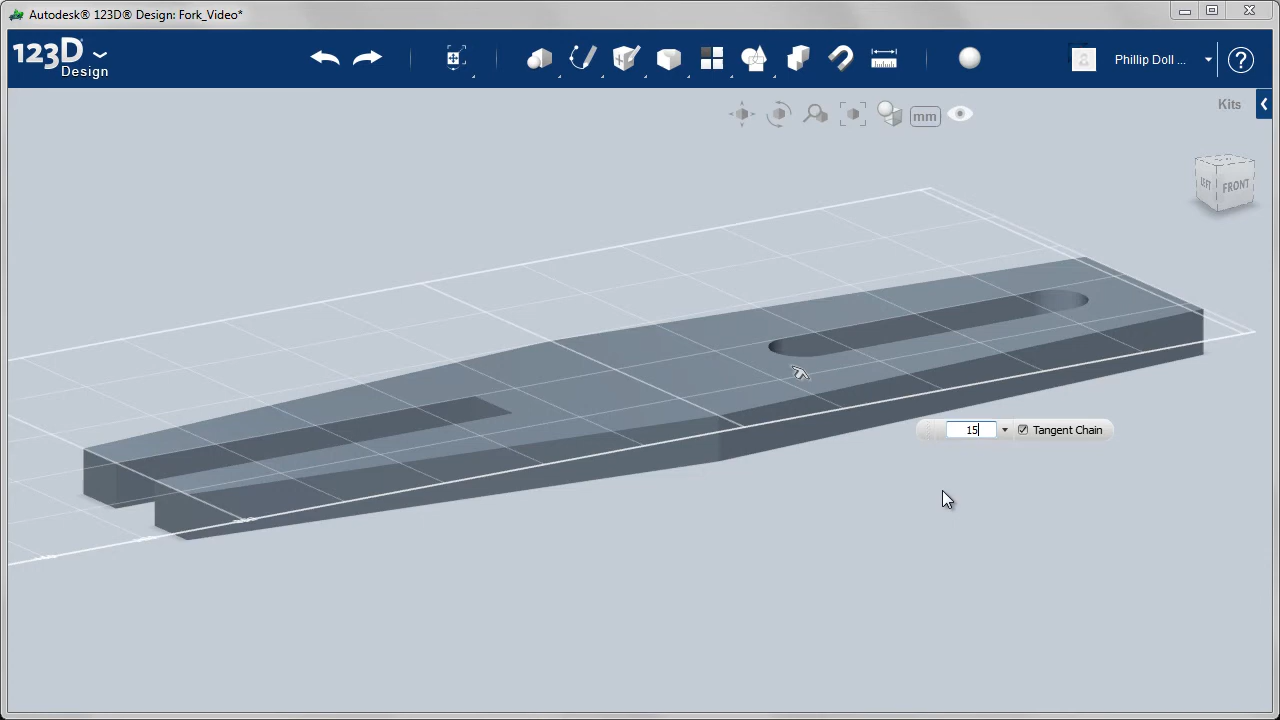 Autodesk® 123D® Design: Fork_Video*
123D
Design
Phillip Doll ...
?
mm
Kits
LEFT
FRONT
15
Tangent Chain